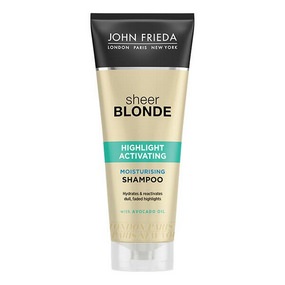 JOHN FRIEDA
LONDON PARIS NEW YORK
sheer
BLONDE
HIGHLIGHT
ACTIVATING
MOISTURISING
SHAMPOO
Hydrates & reactivates
dull, faded highlights
WITH AVOCADO OIL